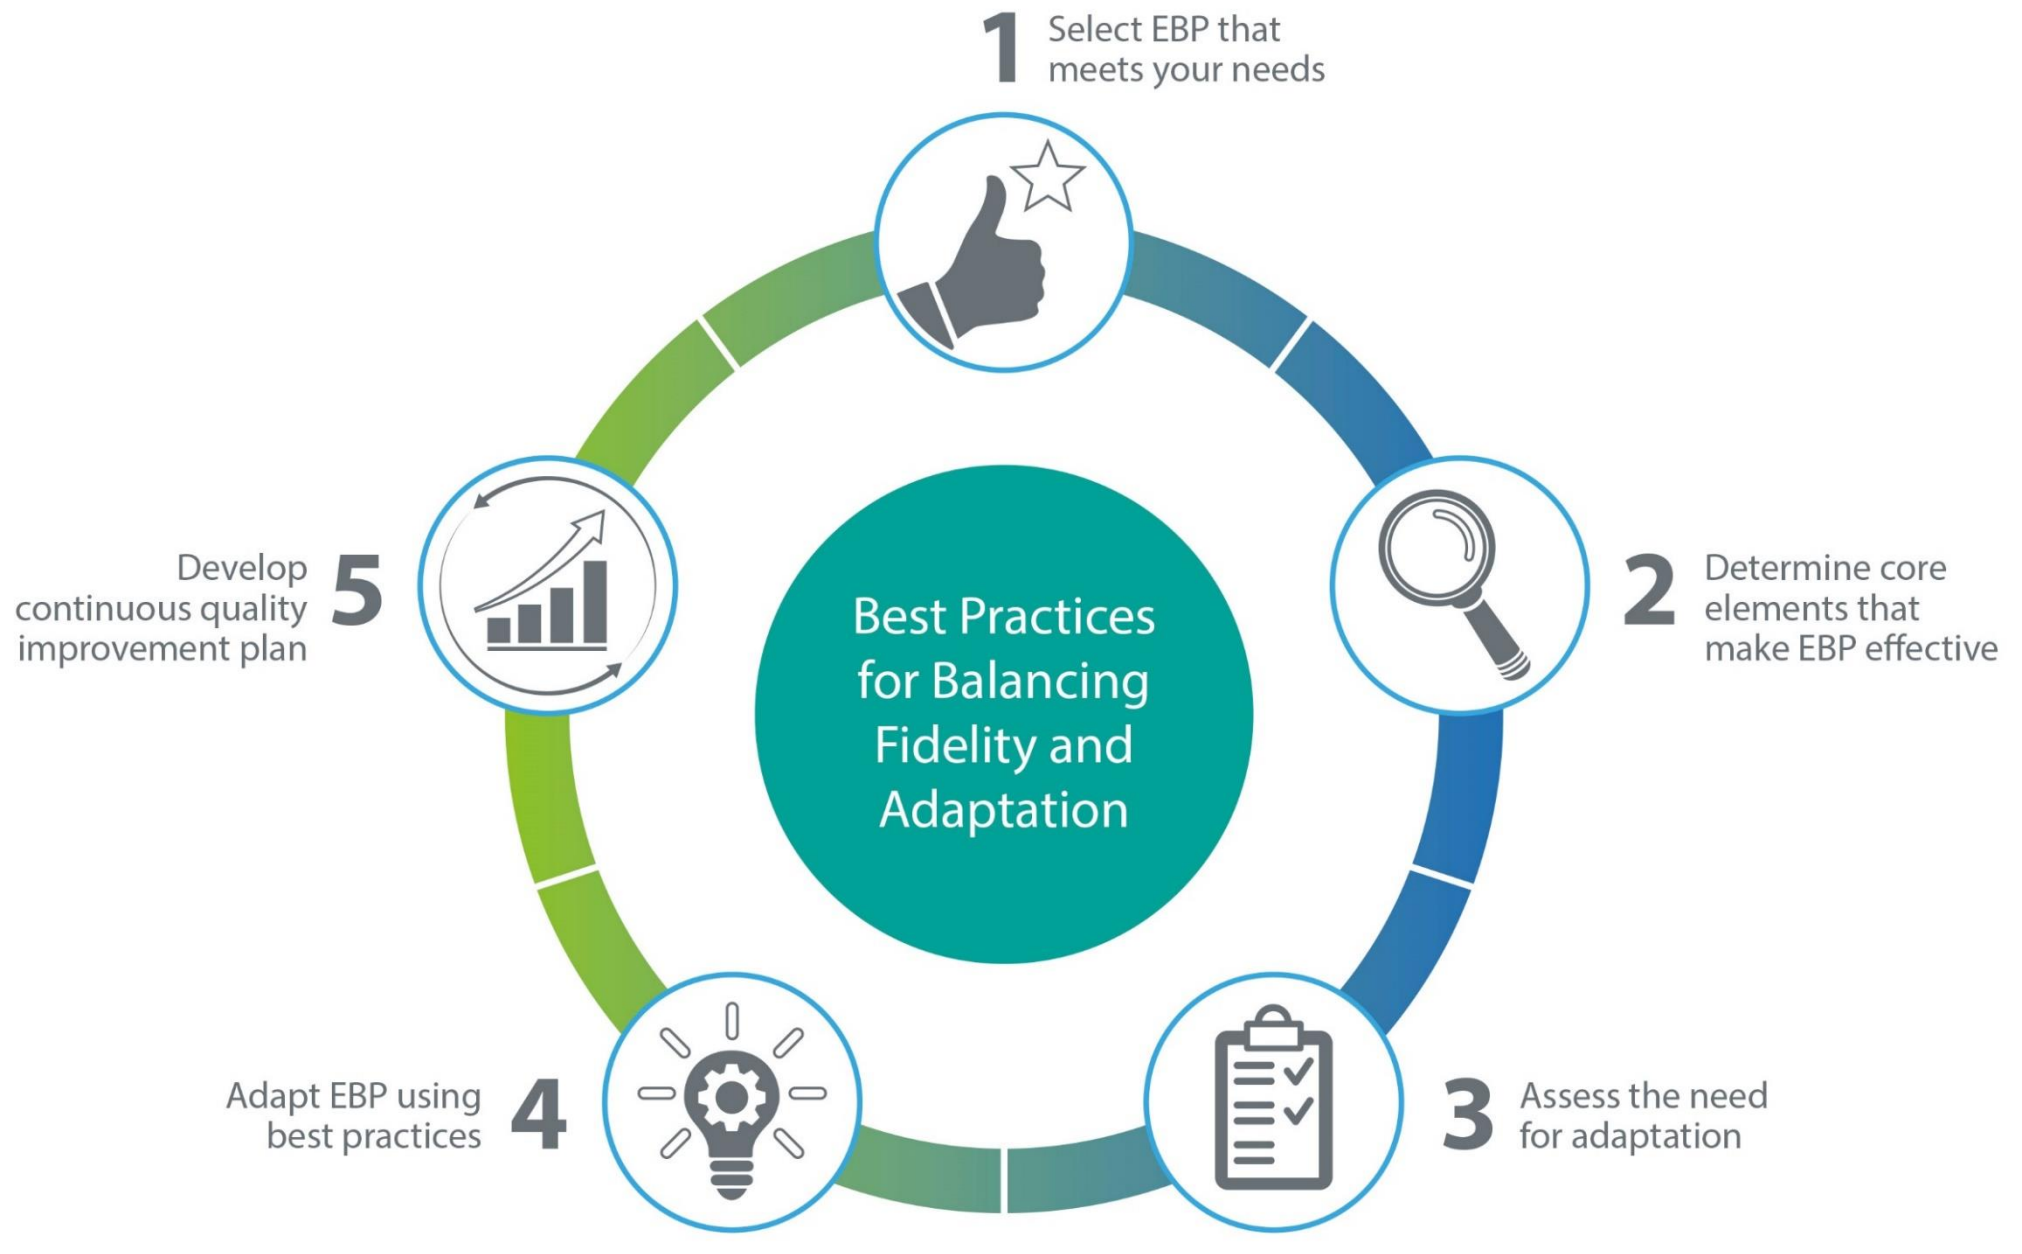 1
Select EBP that
meets your needs
2
Determine core
elements that
make EBP effective
3
Assess the need
for adaptation
4
Adapt EBP using
best practices
5
Develop
continuous quality
improvement plan
Best Practices
for Balancing
Fidelity and
Adaptation